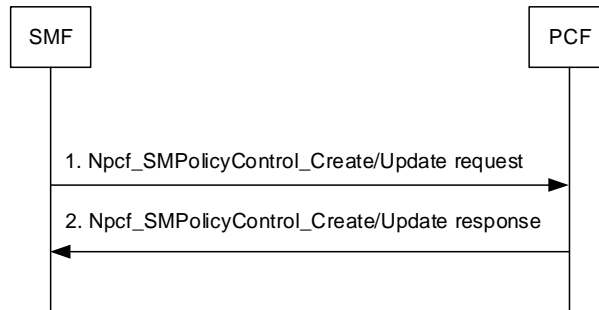 SMF
PCF
1. Npcf_SMPolicyControl_Create/Update request
2. Npcf_SMPolicyControl_Create/Update response